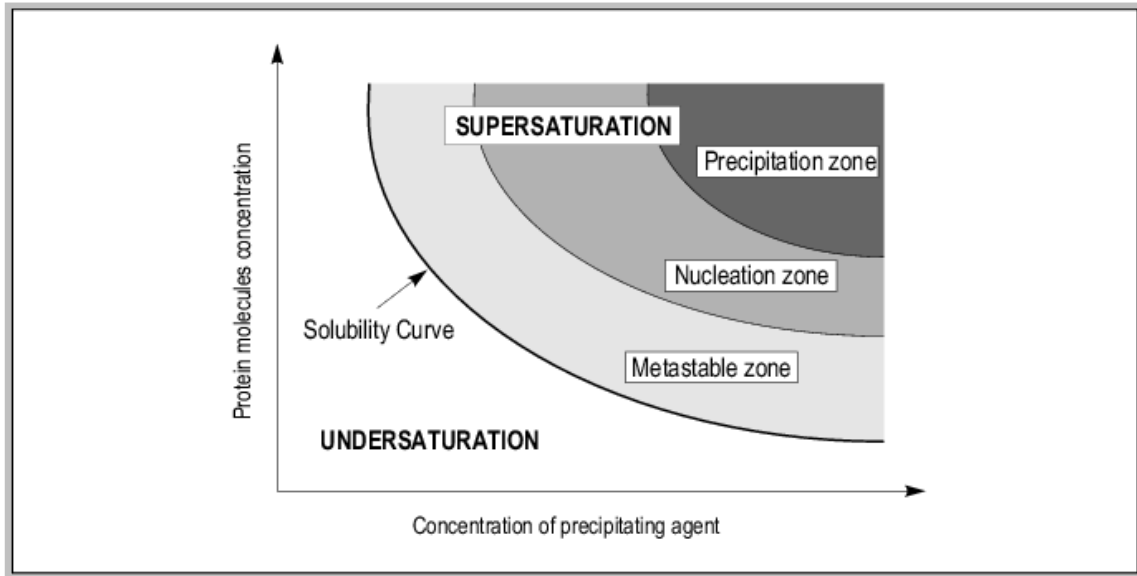 SUPERSATURATION
Precipitation zone
Nucleation zone
Solubility Curve
Metastable zone
UNDERSATURATION
Protein molecules concentration
Concentration of precipitating agent